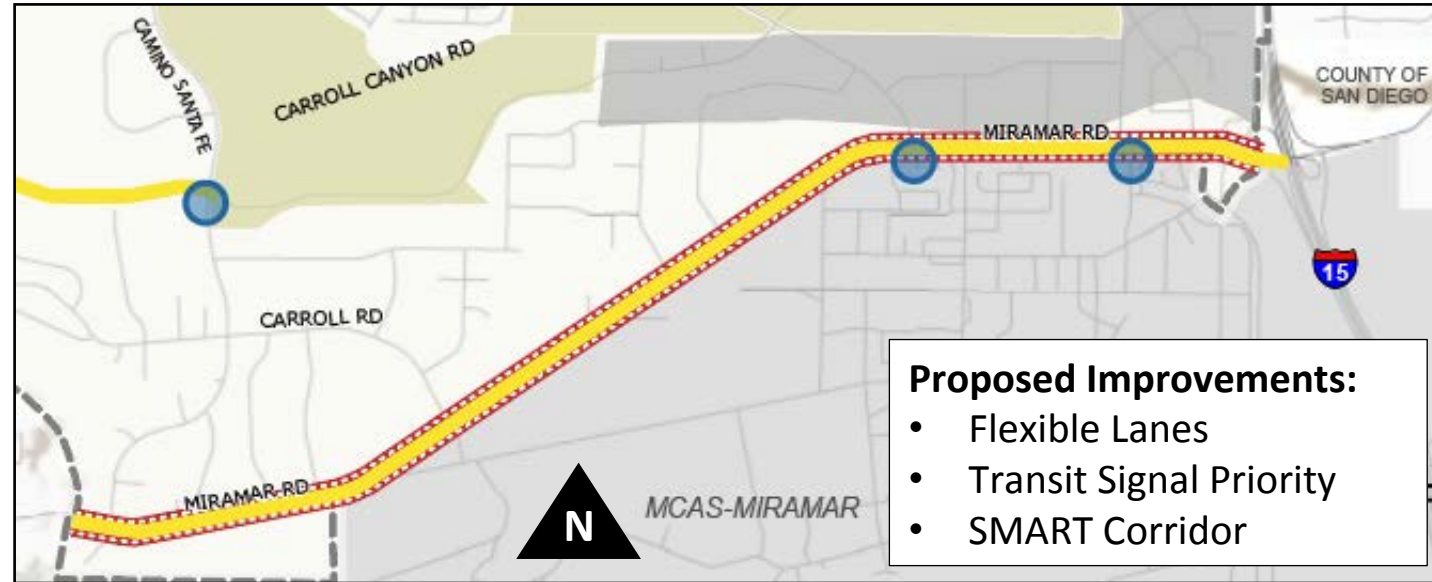 CAMINO SANTA FE
CARROLL CANYON RD
COUNTY OF
SAN DIEGO
MIRAMAR RD
15
CARROLL RD
MIRAMAR RD
N
MCAS-MIRAMAR
Proposed Improvements:
• Flexible Lanes
• Transit Signal Priority
• SMART Corridor